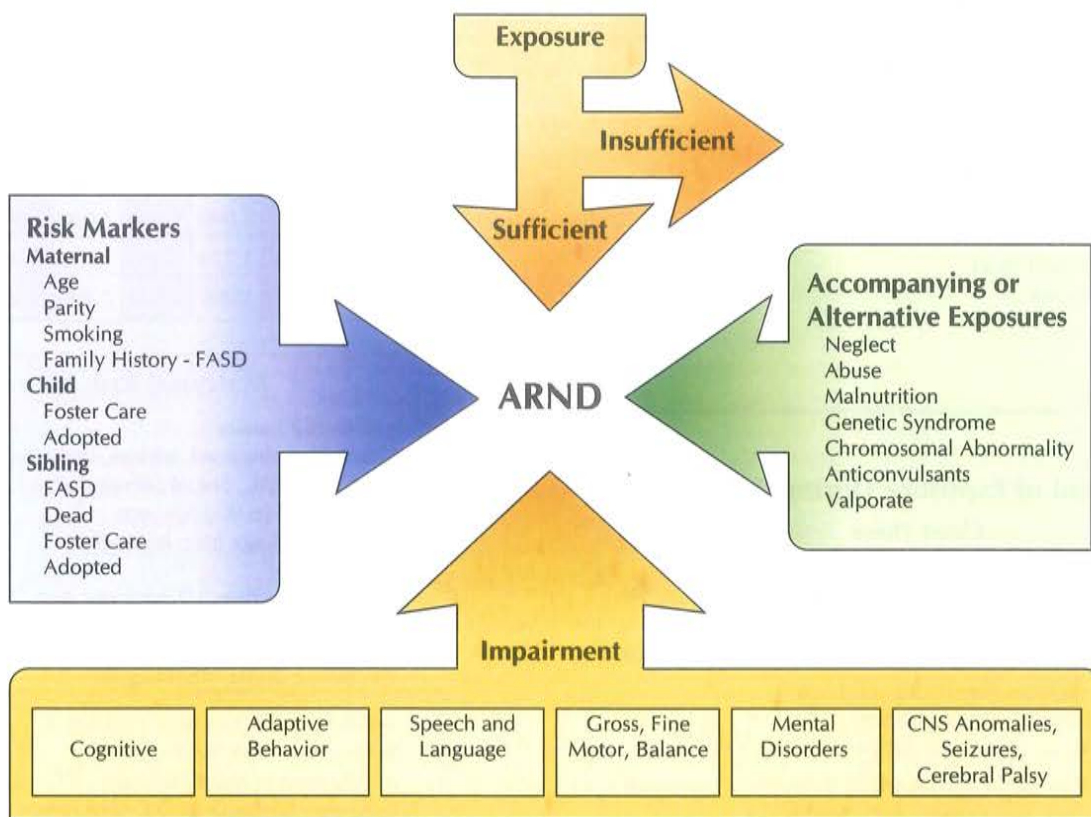 Exposure
Insufficient
Sufficient
Risk Markers
Maternal
Age
Parity
Smoking
Family History - FASD
Child
Foster Care
Adopted
Sibling
FASD
Dead
Foster Care
Adopted
ARND
Accompanying or
Alternative Exposures
Neglect
Abuse
Malnutrition
Genetic Syndrome
Chromosomal Abnormality
Anticonvulsants
Valporate
Impairment
Cognitive
Adaptive
Behavior
Speech and
Language
Gross, Fine
Motor, Balance
Mental
Disorders
CNS Anomalies,
Seizures,
Cerebral Palsy